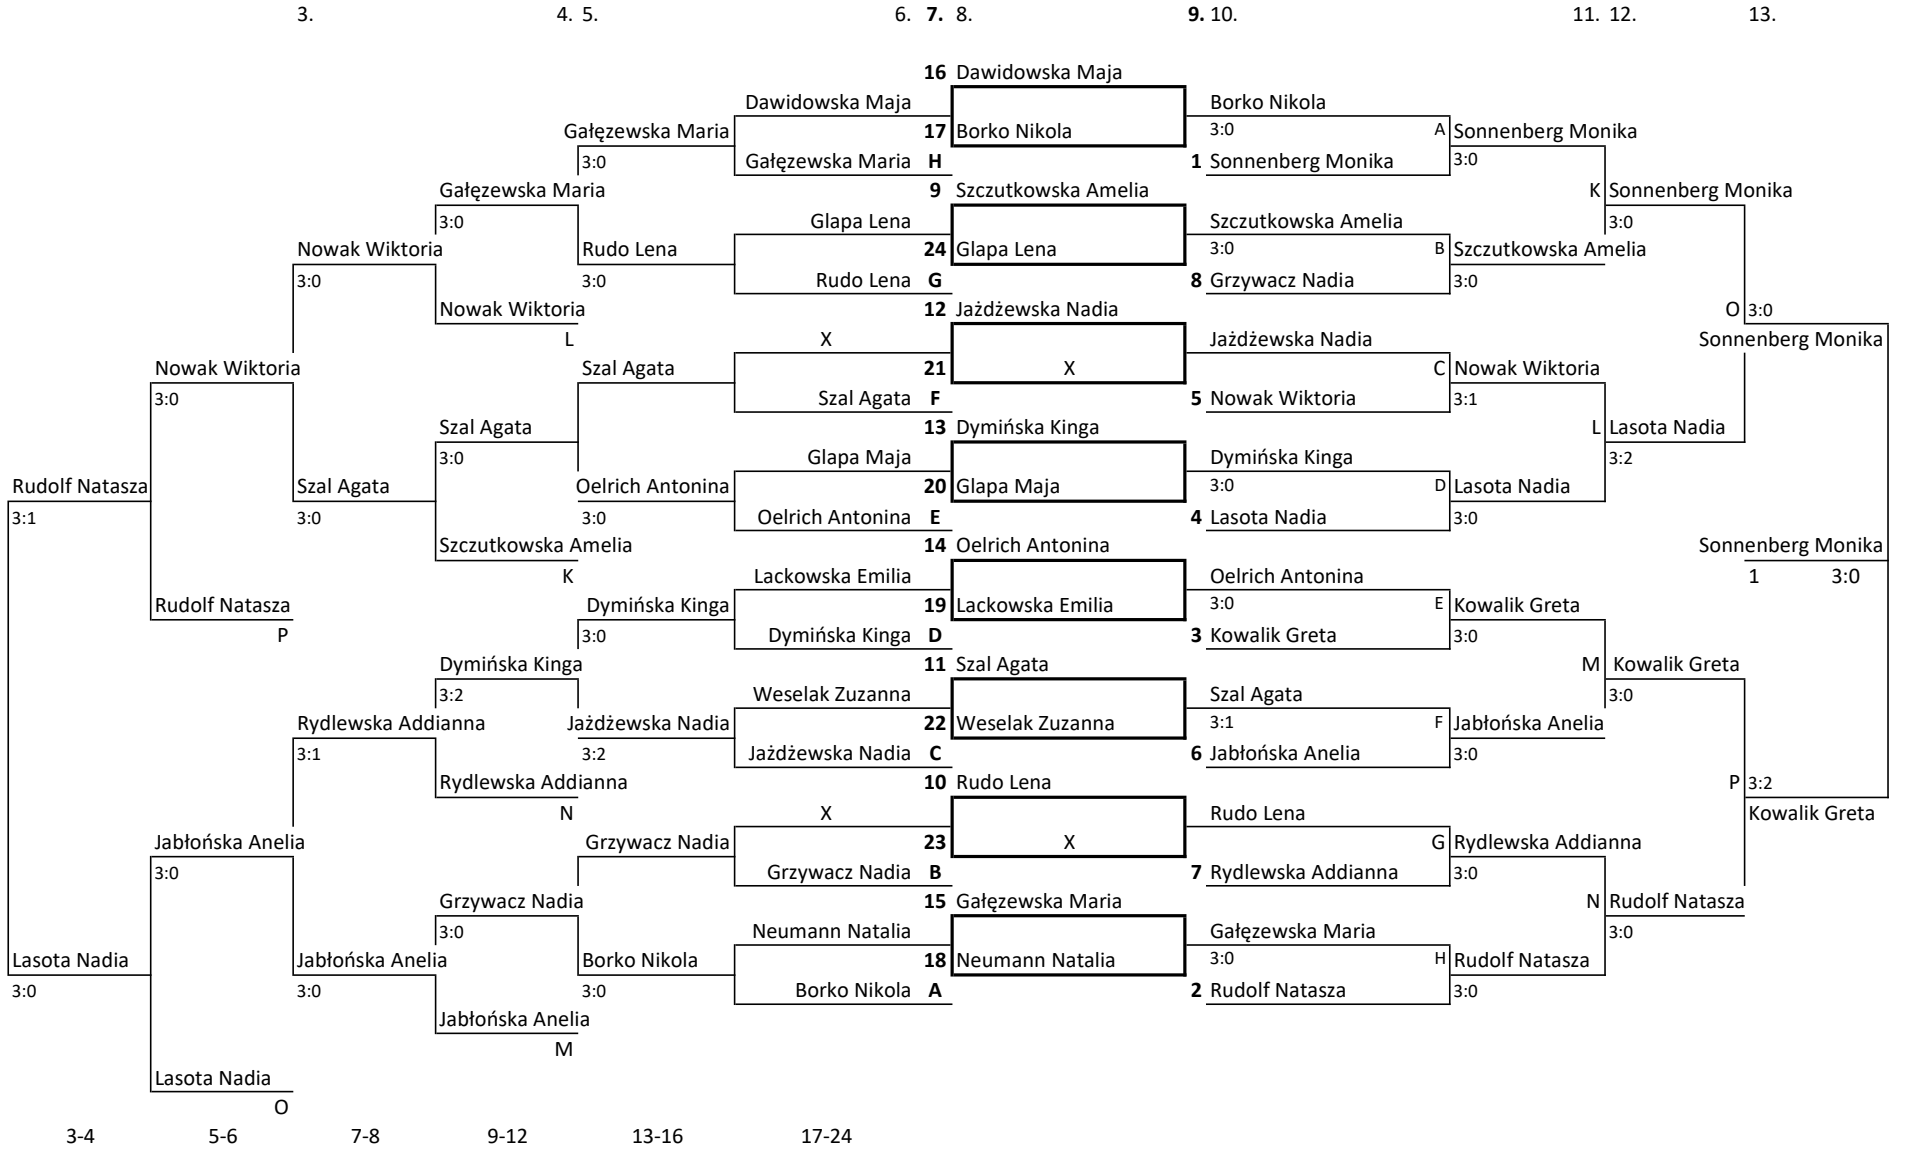 3. 4. 5. 6. 7. 8. 9. 10. 11. 12. 13.
16 Dawidowska Maja
Dawidowska Maja Borko Nikola
Gałęzewska Maria 17 Borko Nikola 3:0 A Sonnenberg Monika
3:0 Gałęzewska Maria H 1 Sonnenberg Monika 3:0
Gałęzewska Maria 9 Szczutkowska Amelia K Sonnenberg Monika
3:0 Glapa Lena Szczutkowska Amelia 3:0
Nowak Wiktoria Rudo Lena 24 Glapa Lena 3:0 B Szczutkowska Amelia
3:0 3:0 Rudo Lena G 8 Grzywacz Nadia 3:0
Nowak Wiktoria 12 Jażdżewska Nadia O 3:0
L X Jażdżewska Nadia Sonnenberg Monika
Nowak Wiktoria Szal Agata 21 X C Nowak Wiktoria
3:0 Szal Agata F 5 Nowak Wiktoria 3:1
Szal Agata 13 Dymińska Kinga L Lasota Nadia
3:0 Glapa Maja Dymińska Kinga 3:2
Rudolf Natasza Szal Agata Oelrich Antonina 20 Glapa Maja 3:0 D Lasota Nadia
3:1 3:0 3:0 Oelrich Antonina E 4 Lasota Nadia 3:0
Szczutkowska Amelia 14 Oelrich Antonina Sonnenberg Monika
K Lackowska Emilia Oelrich Antonina 1 3:0
Rudolf Natasza Dymińska Kinga 19 Lackowska Emilia 3:0 E Kowalik Greta
P 3:0 Dymińska Kinga D 3 Kowalik Greta 3:0
Dymińska Kinga 11 Szal Agata M Kowalik Greta
3:2 Weselak Zuzanna Szal Agata 3:0
Rydlewska Addianna Jażdżewska Nadia 22 Weselak Zuzanna 3:1 F Jabłońska Anelia
3:1 3:2 Jażdżewska Nadia C 6 Jabłońska Anelia 3:0
Rydlewska Addianna 10 Rudo Lena P 3:2
N X Rudo Lena Kowalik Greta
Jabłońska Anelia Grzywacz Nadia 23 X G Rydlewska Addianna
3:0 Grzywacz Nadia B 7 Rydlewska Addianna 3:0
Grzywacz Nadia 15 Gałęzewska Maria N Rudolf Natasza
3:0 Neumann Natalia Gałęzewska Maria 3:0
Lasota Nadia Jabłońska Anelia Borko Nikola 18 Neumann Natalia 3:0 H Rudolf Natasza
3:0 3:0 3:0 Borko Nikola A 2 Rudolf Natasza 3:0
Jabłońska Anelia
M
Lasota Nadia
O
3-4 5-6 7-8 9-12 13-16 17-24